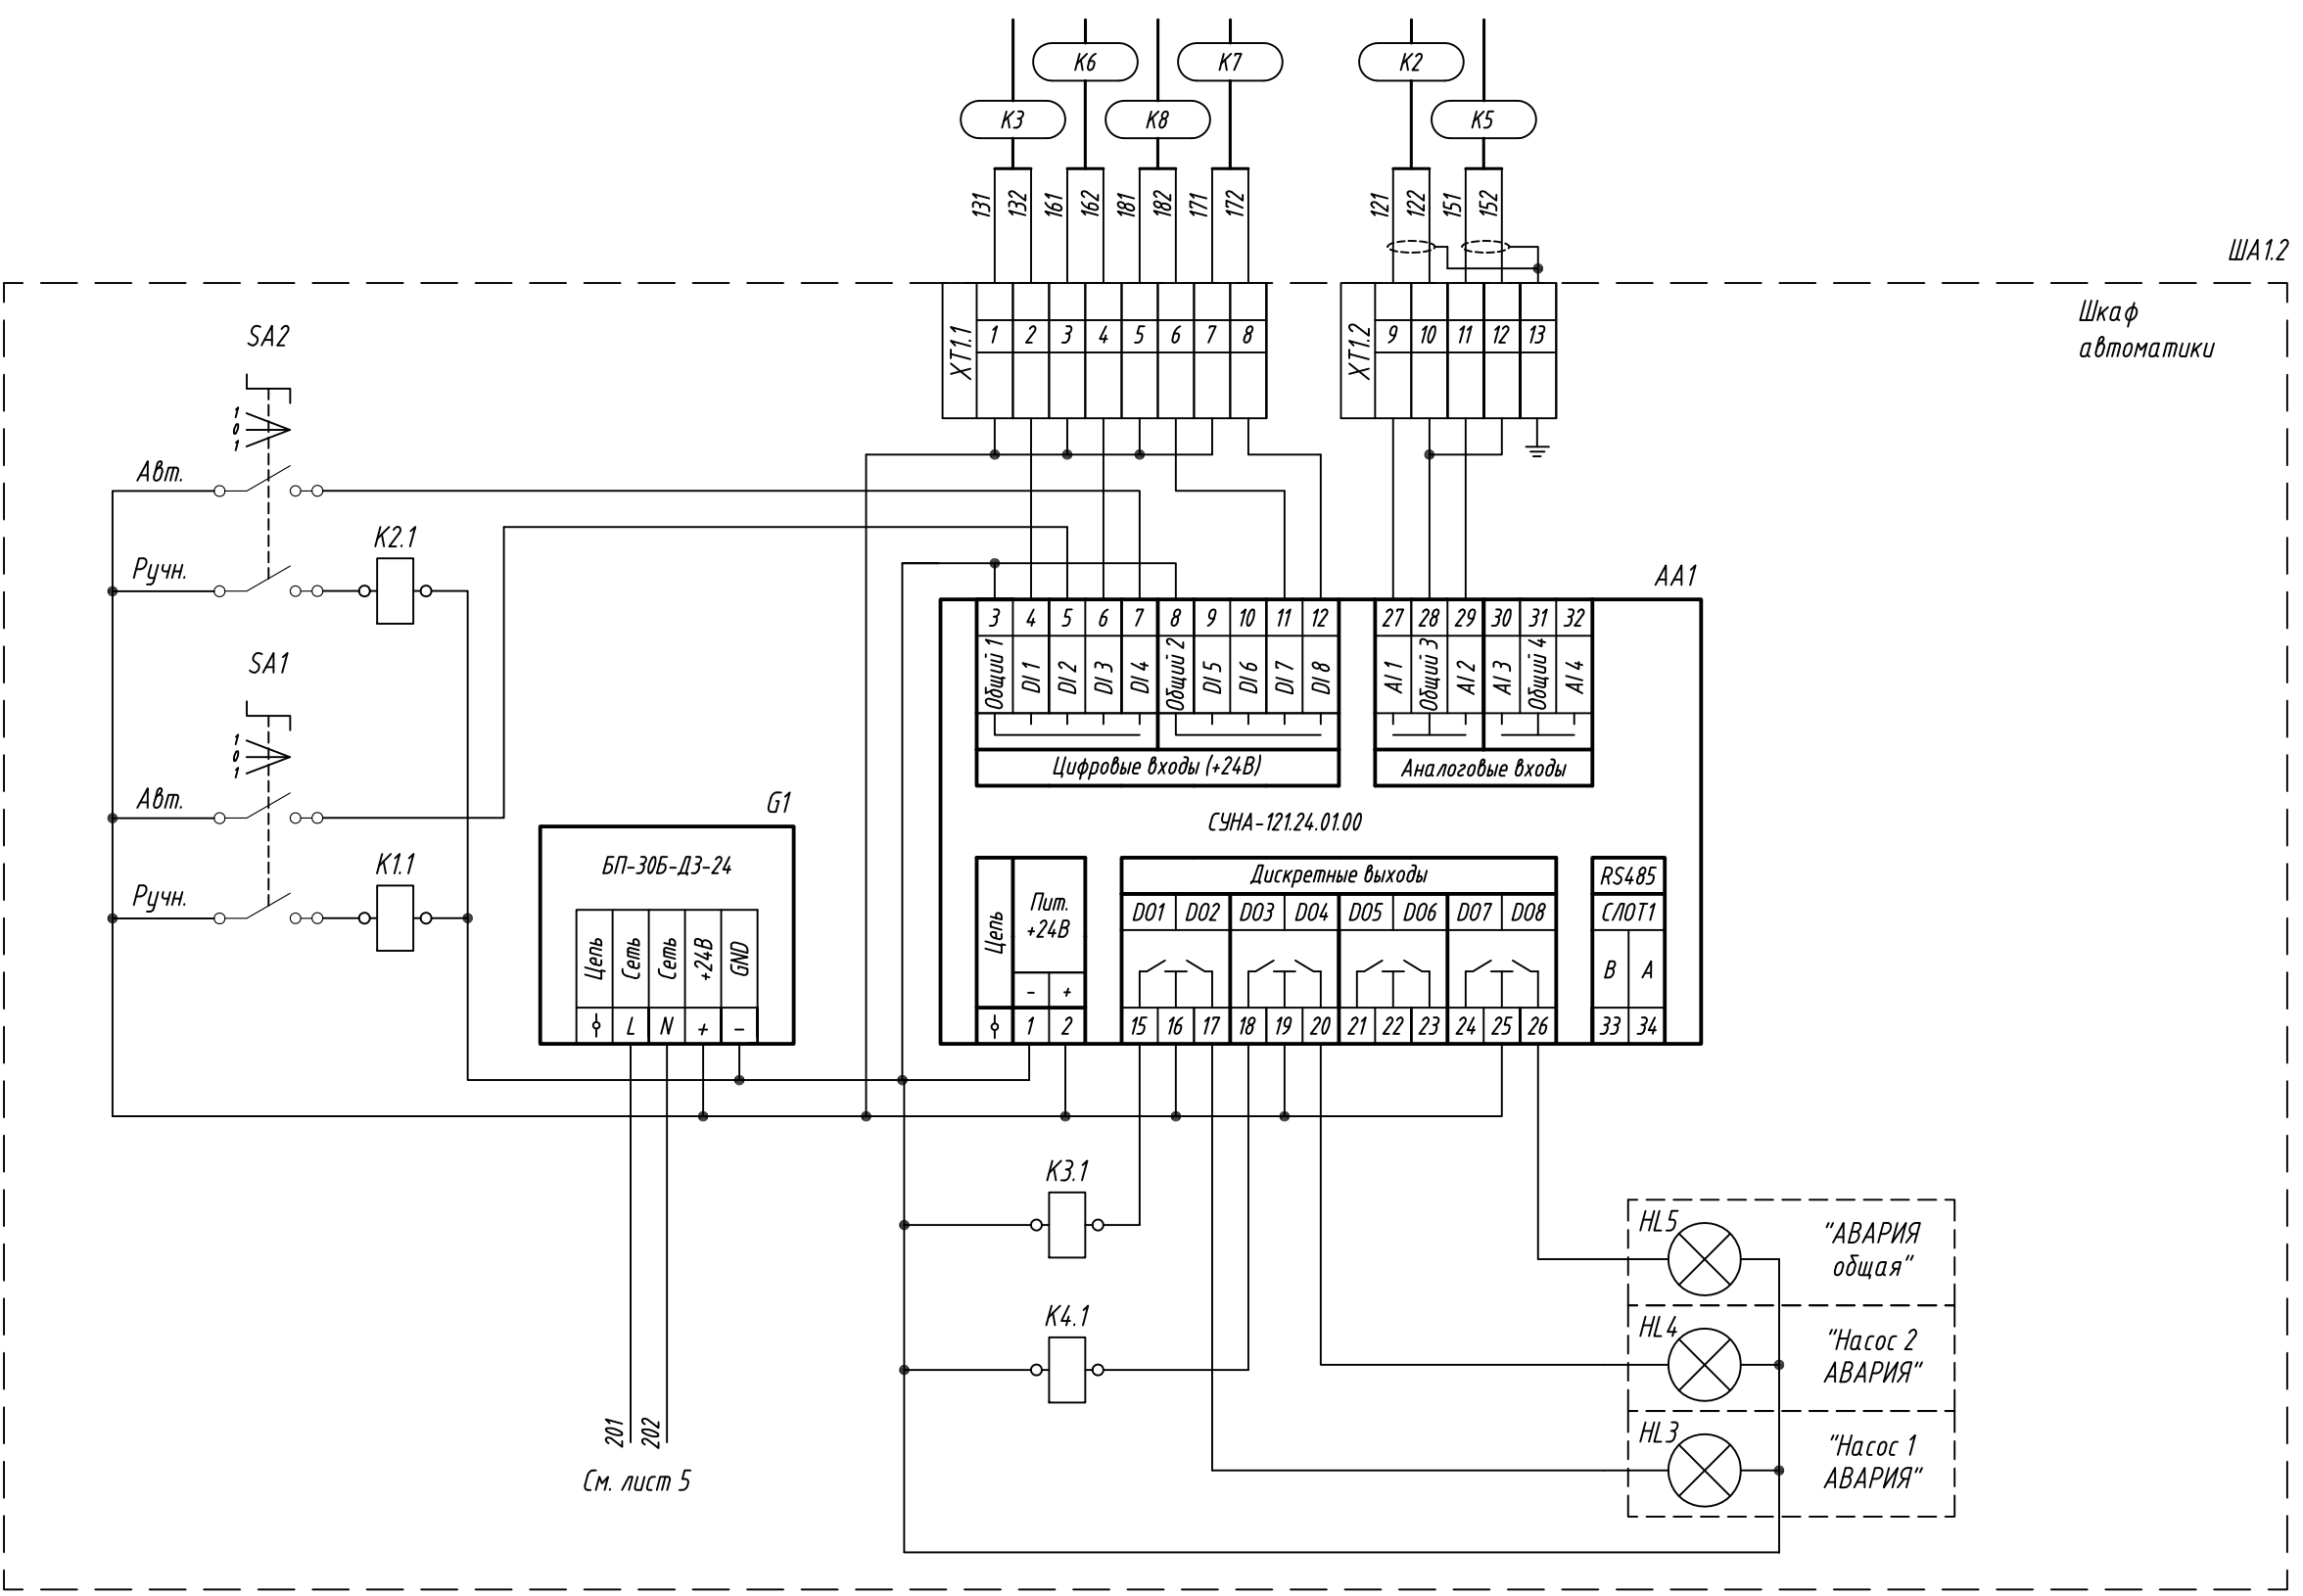 К6 К7 К2
К3 К8 К5
131 132 161 162 181 182 171 172 121 122 151 152
ША1.2
Шкаф
автоматики
SA2
XT1.1 1 2 3 4 5 6 7 8
XT1.2 9 10 11 12 13
1
0
1
Авт.
К2.1
Ручн.
АА1
3 4 5 6 7 8 9 10 11 12
27 28 29 30 31 32
Общий 1 DI 1 DI 2 DI 3 DI 4 Общий 2 DI 5 DI 6 DI 7 DI 8
AI 1 Общий 3 AI 2 AI 3 Общий 4 AI 4
Цифровые входы (+24В)
Аналоговые входы
СУНА-121.24.01.00
SA1
1
0
1
Авт.
К1.1
Ручн.
G1
БП-30Б-Д3-24
Цепь Сеть Сеть +24В GND
L N + −
Цепь
Пит.
+24В
− +
1 2
Дискретные выходы
DO1 DO2 DO3 DO4 DO5 DO6 DO7 DO8
15 16 17 18 19 20 21 22 23 24 25 26
RS485
СЛОТ1
B A
33 34
К3.1
К4.1
201 202
См. лист 5
HL5
"АВАРИЯ
общая"
HL4
"Насос 2
АВАРИЯ"
HL3
"Насос 1
АВАРИЯ"